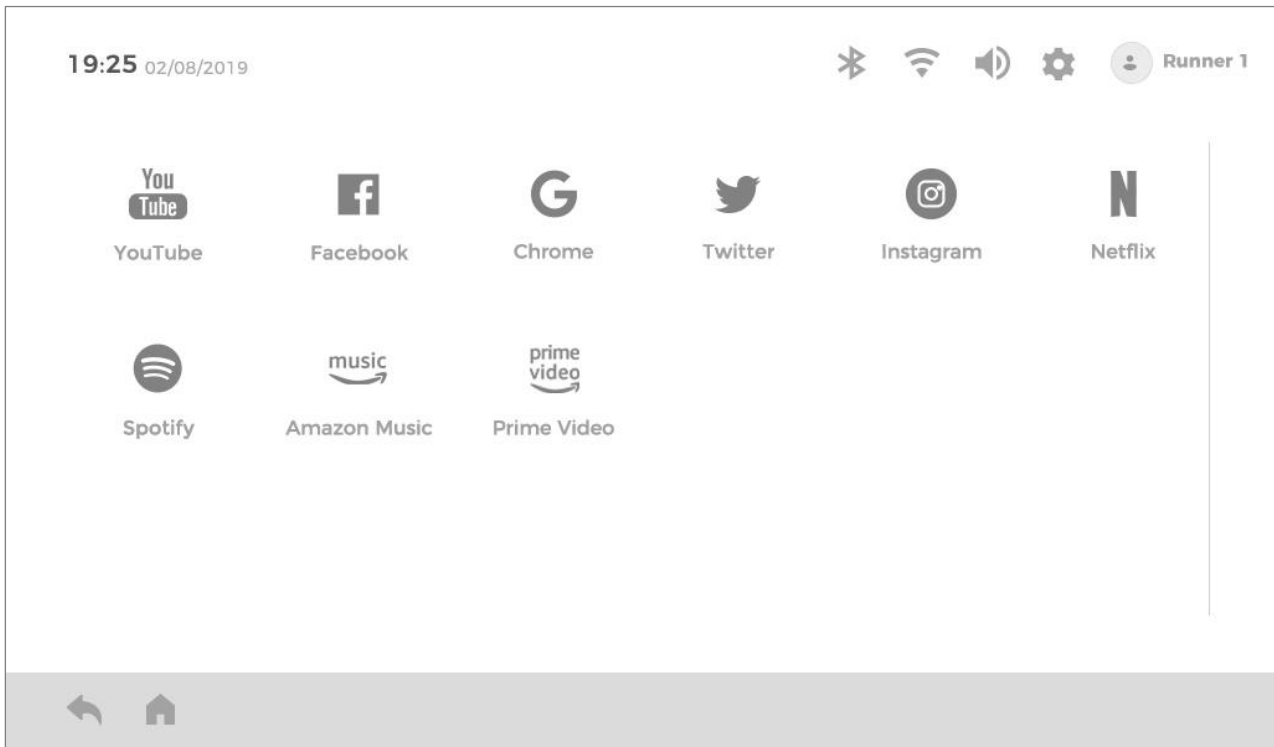 19:25 02/08/2019
Runner 1
You
Tube
YouTube
f
Facebook
G
Chrome
Twitter
Instagram
N
Netflix
Spotify
music
Amazon Music
prime
video
Prime Video